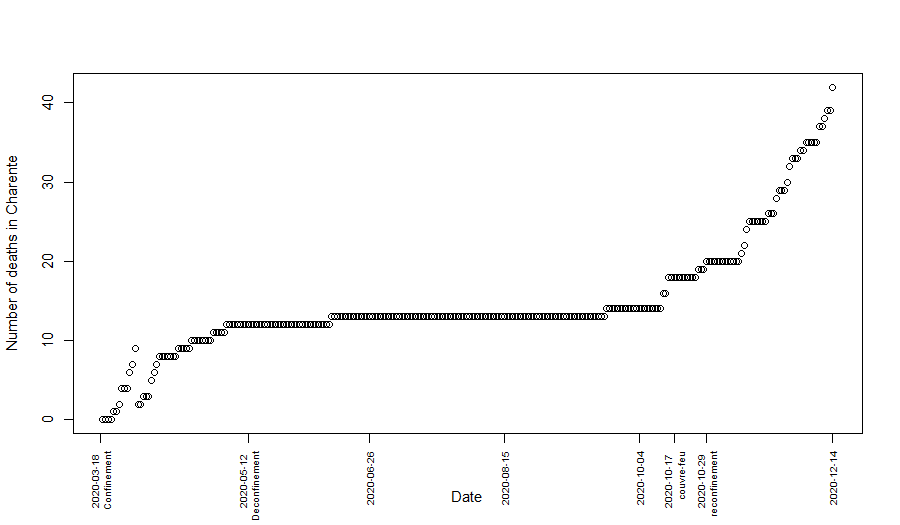 Number of deaths in Charente
40
30
20
10
0
2020-03-18
Confinement
2020-05-12
Deconfinement
2020-06-26
2020-08-15
2020-10-04
2020-10-17
couvre-feu
2020-10-29
reconfinement
2020-12-14
Date